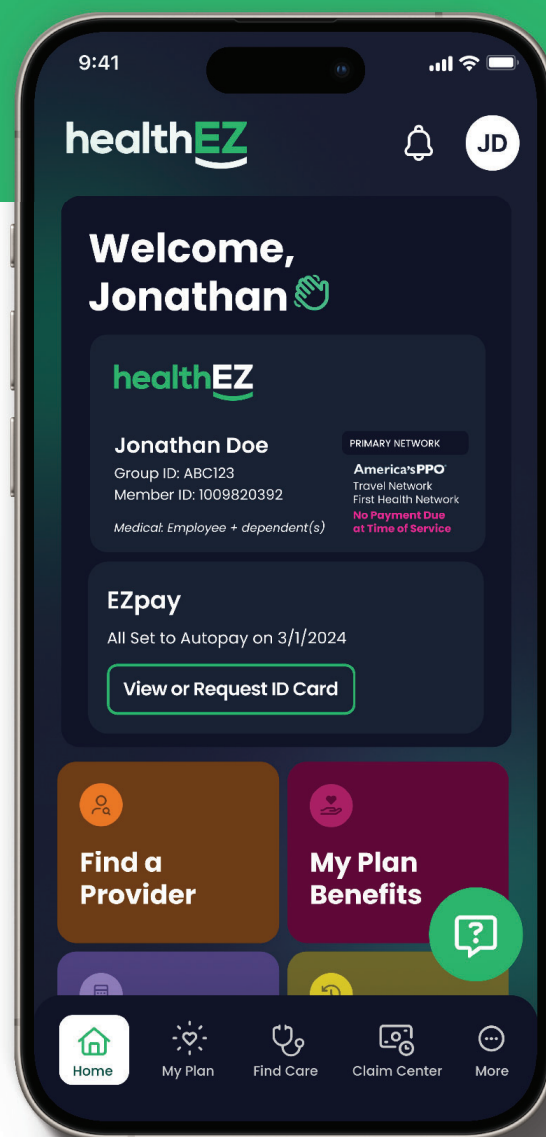 9:41
healthEZ
JD
Welcome,
Jonathan
healthEZ
Jonathan Doe
Group ID: ABC123
Member ID: 1009820392
Medical: Employee + dependent(s)
PRIMARY NETWORK
America'sPPO
Travel Network
First Health Network
No Payment Due
at Time of Service
EZpay
All Set to Autopay on 3/1/2024
View or Request ID Card
Find a
Provider
My Plan
Benefits
?
Home
My Plan
Find Care
Claim Center
More